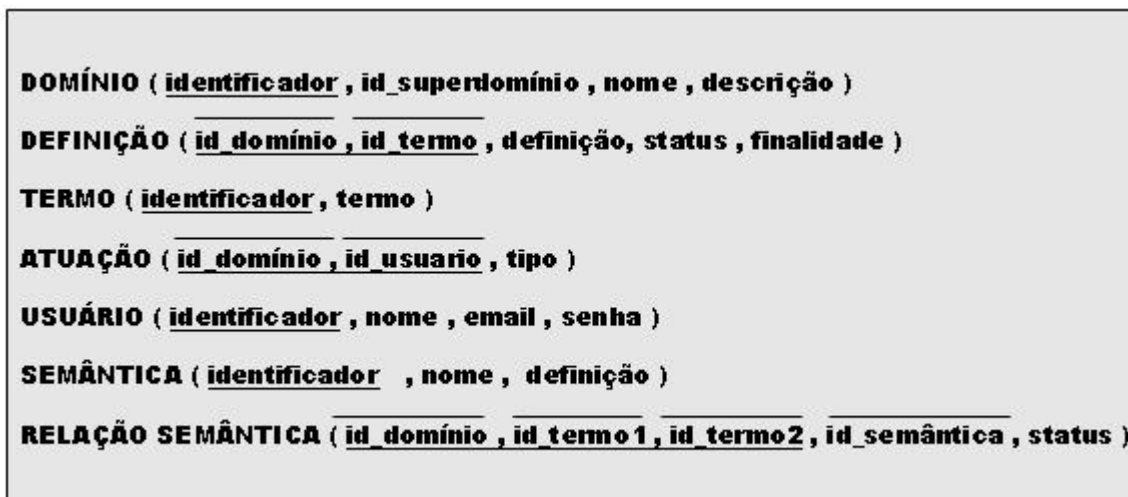 DOMÍNIO ( identificador , id_superdomínio , nome , descrição )
DEFINIÇÃO ( id_domínio , id_termo , definição, status , finalidade )
TERMO ( identificador , termo )
ATUAÇÃO ( id_domínio , id_usuario , tipo )
USUÁRIO ( identificador , nome , email , senha )
SEMÂNTICA ( identificador , nome , definição )
RELAÇÃO SEMÂNTICA ( id_domínio , id_termo1 , id_termo2 , id_semântica , status )